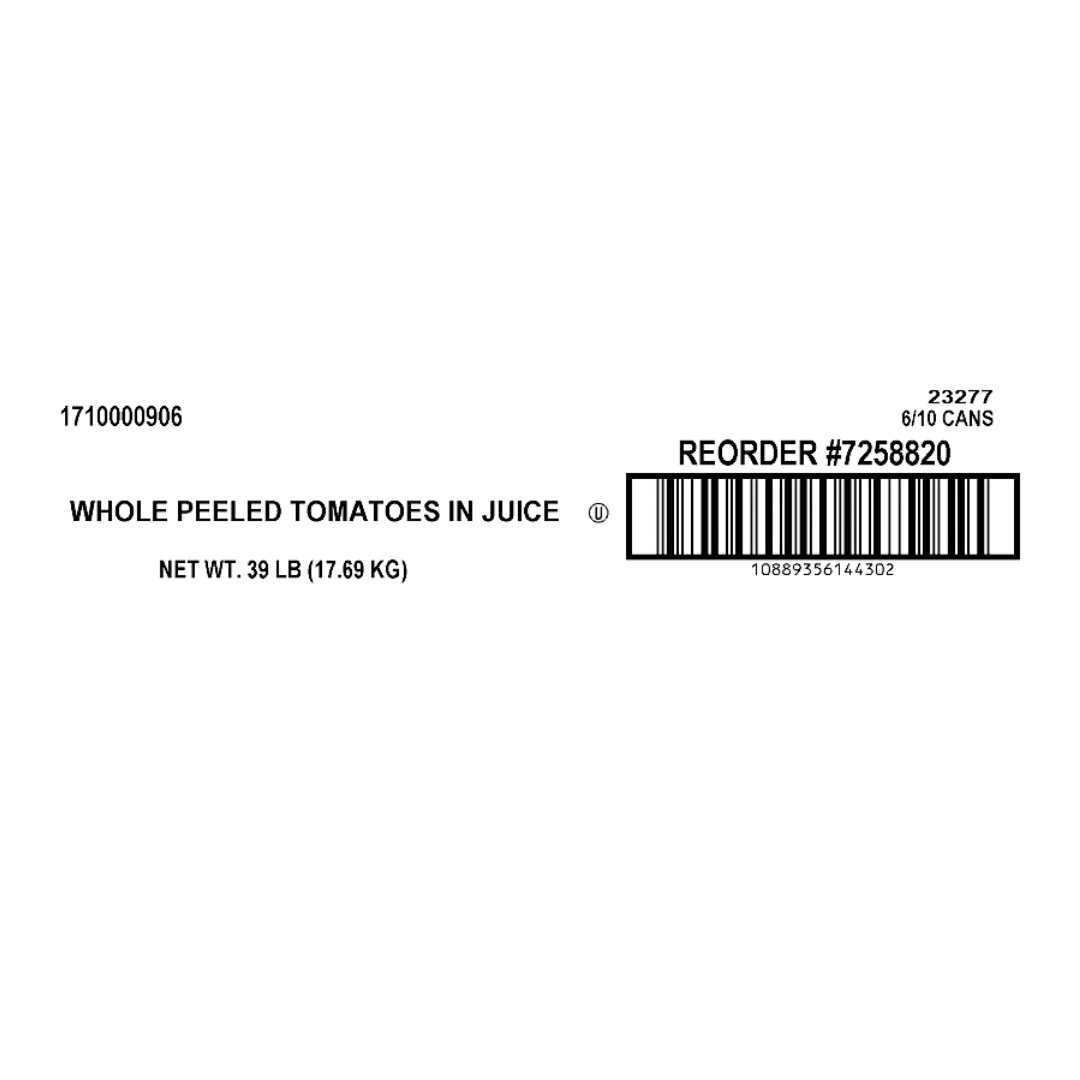 1710000906
23277
6/10 CANS
REORDER #7258820
WHOLE PEELED TOMATOES IN JUICE Ⓤ
NET WT. 39 LB (17.69 KG)
10889356144302